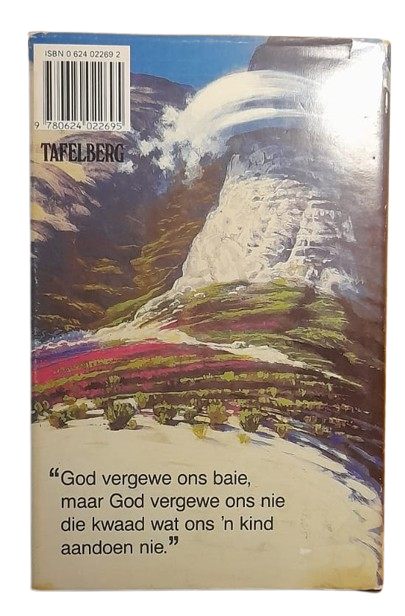 ISBN 0 624 02269 2
9 780624 022695
TAFELBERG
“God vergewe ons baie,
maar God vergewe ons nie
die kwaad wat ons 'n kind
aandoen nie.”